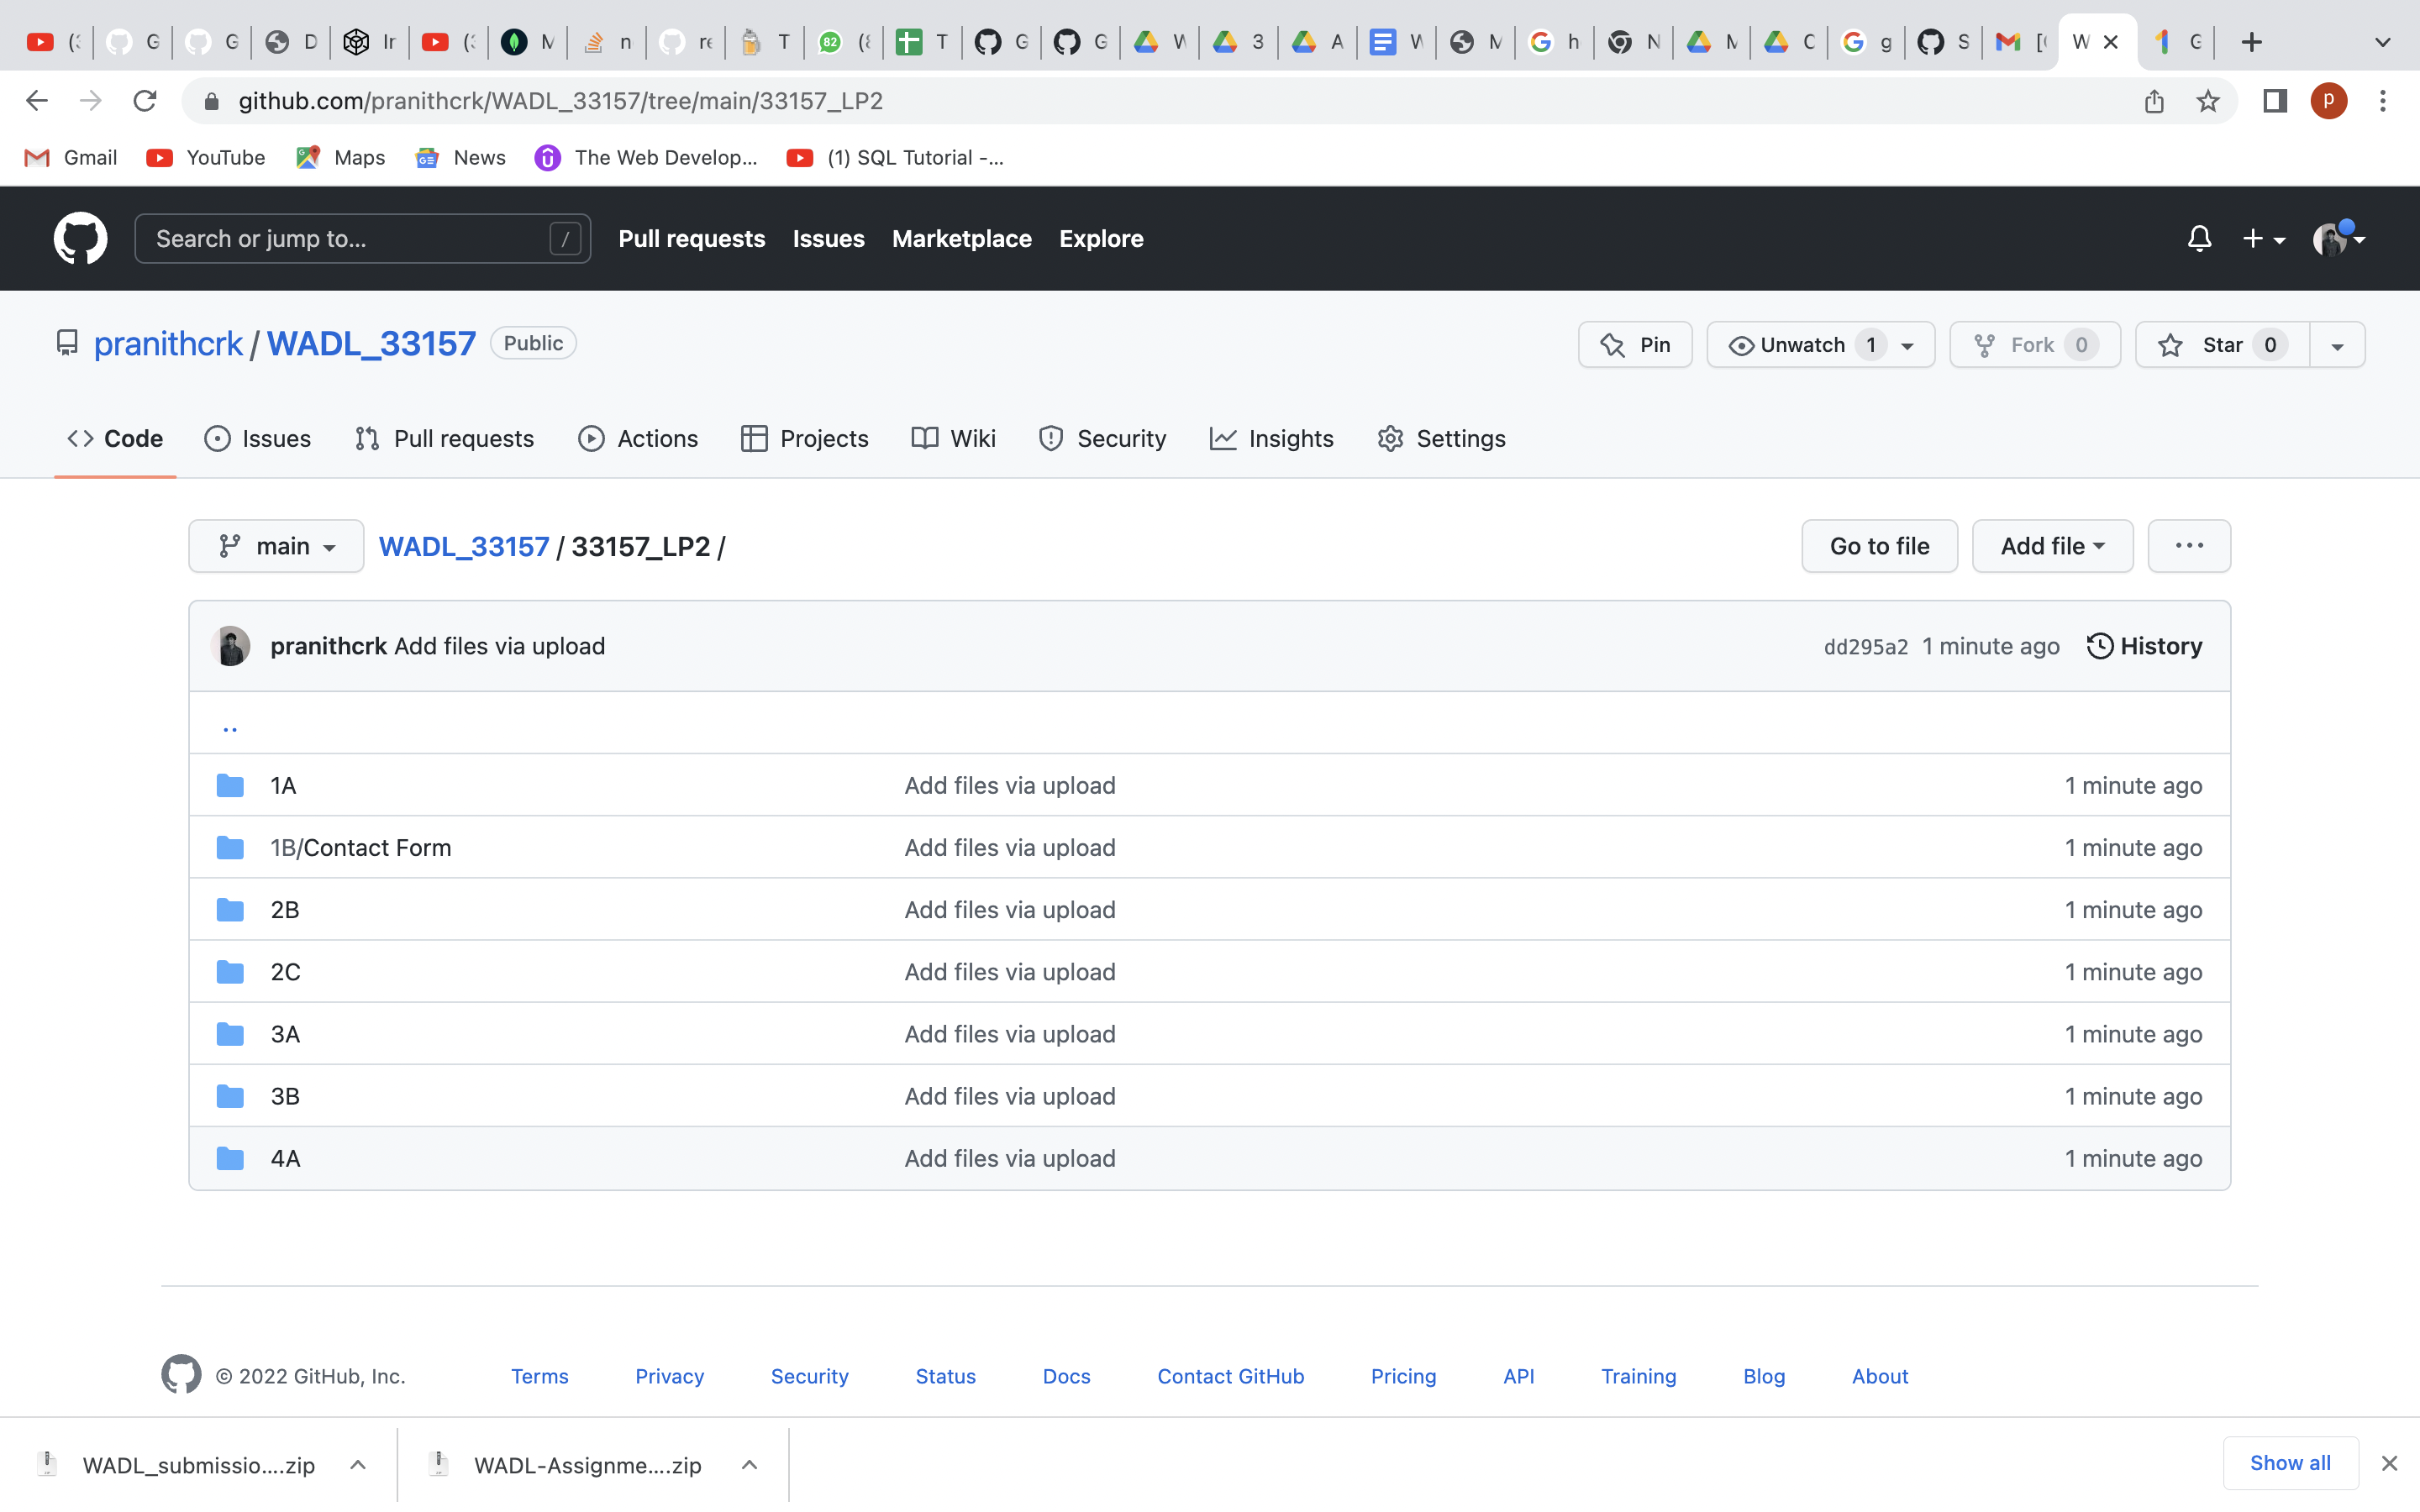 github.com/pranithcrk/WADL_33157/tree/main/33157_LP2
p
Gmail YouTube Maps News The Web Develop... (1) SQL Tutorial -...
Search or jump to... / Pull requests Issues Marketplace Explore
pranithcrk / WADL_33157 Public Pin Unwatch 1 Fork 0 Star 0
Code Issues Pull requests Actions Projects Wiki Security Insights Settings
main WADL_33157 / 33157_LP2 / Go to file Add file ...
pranithcrk Add files via upload dd295a2 1 minute ago History
..
1A Add files via upload 1 minute ago
1B/Contact Form Add files via upload 1 minute ago
2B Add files via upload 1 minute ago
2C Add files via upload 1 minute ago
3A Add files via upload 1 minute ago
3B Add files via upload 1 minute ago
4A Add files via upload 1 minute ago
© 2022 GitHub, Inc. Terms Privacy Security Status Docs Contact GitHub Pricing API Training Blog About
WADL_submissio....zip WADL-Assignme....zip Show all